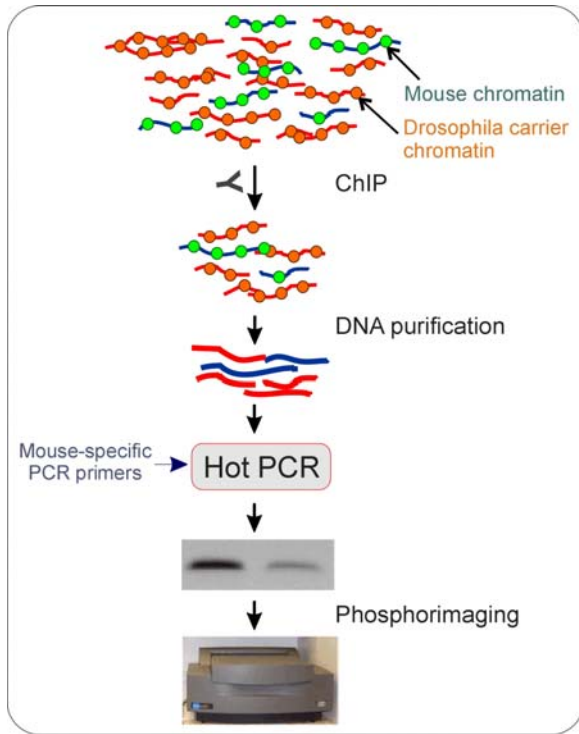 Mouse chromatin
Drosophila carrier
chromatin
ChIP
DNA purification
Mouse-specific
PCR primers
Hot PCR
Phosphorimaging